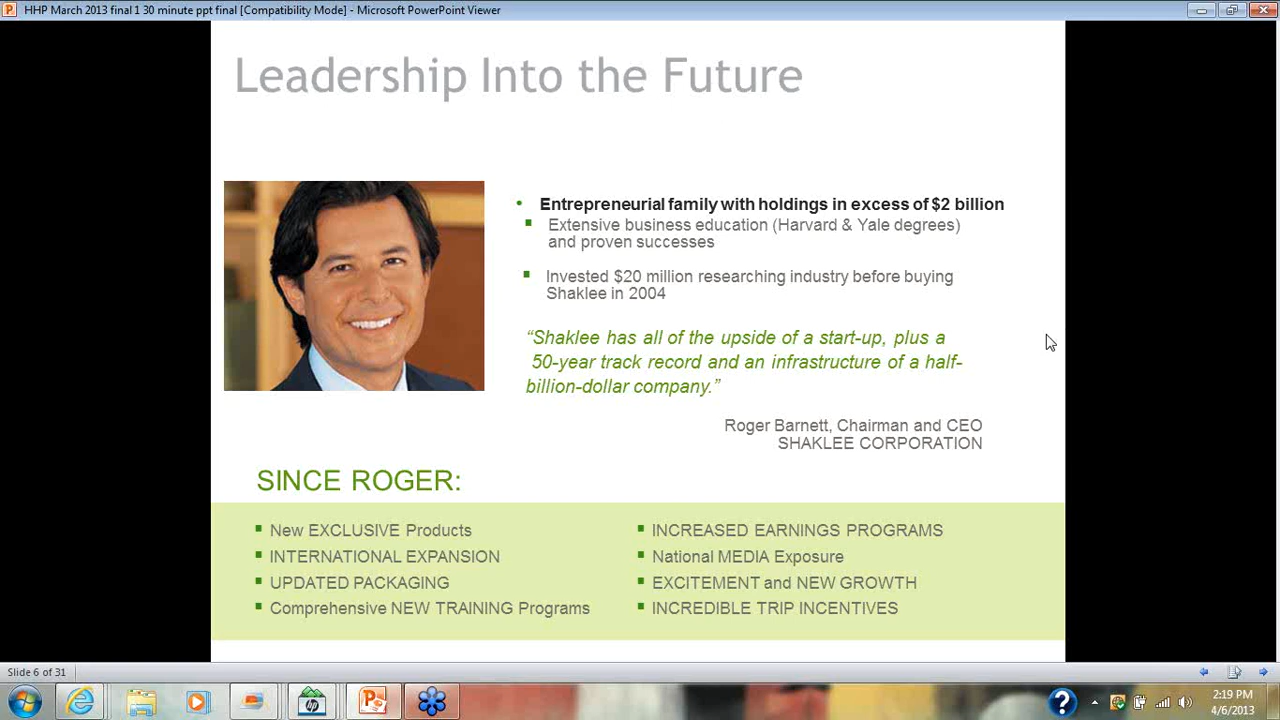 HHP March 2013 final 1 30 minute ppt final [Compatibility Mode] - Microsoft PowerPoint Viewer
Leadership Into the Future
• Entrepreneurial family with holdings in excess of $2 billion
▪ Extensive business education (Harvard & Yale degrees)
and proven successes
▪ Invested $20 million researching industry before buying
Shaklee in 2004
“Shaklee has all of the upside of a start-up, plus a
50-year track record and an infrastructure of a half-
billion-dollar company.”
Roger Barnett, Chairman and CEO
SHAKLEE CORPORATION
SINCE ROGER:
▪ New EXCLUSIVE Products
▪ INTERNATIONAL EXPANSION
▪ UPDATED PACKAGING
▪ Comprehensive NEW TRAINING Programs
▪ INCREASED EARNINGS PROGRAMS
▪ National MEDIA Exposure
▪ EXCITEMENT and NEW GROWTH
▪ INCREDIBLE TRIP INCENTIVES
Slide 6 of 31
2:19 PM
4/6/2013